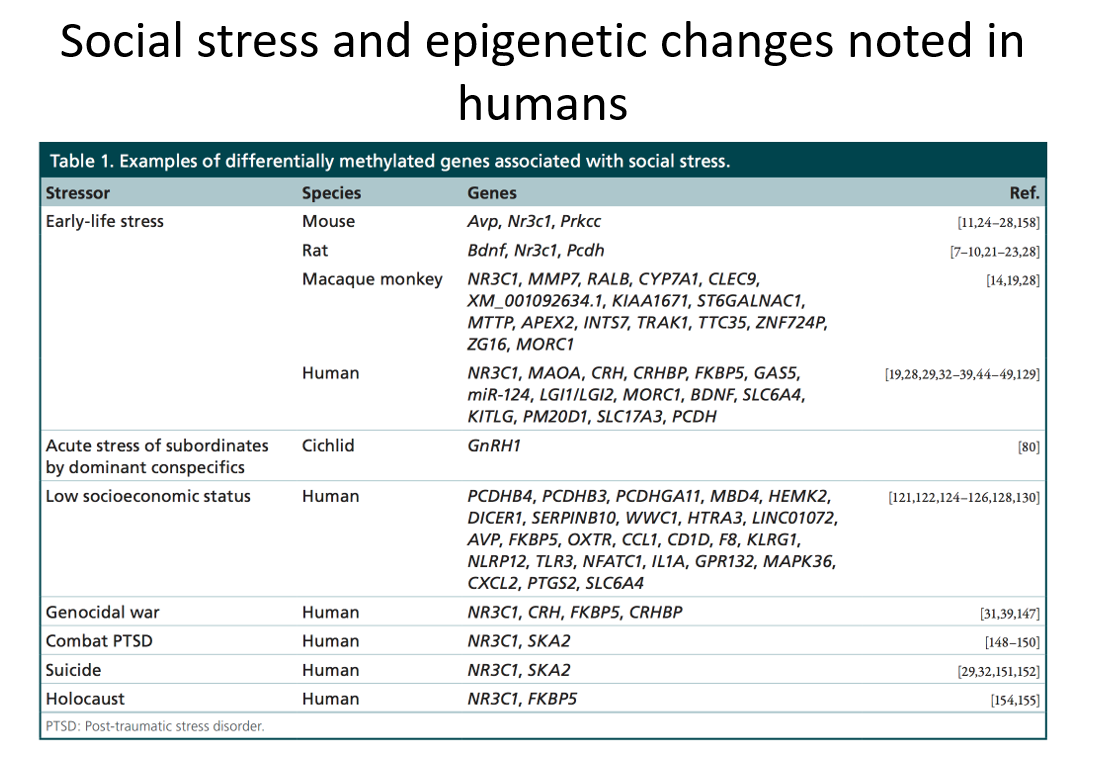 Social stress and epigenetic changes noted in
humans
Table 1. Examples of differentially methylated genes associated with social stress.
Stressor Species Genes Ref.
Early-life stress Mouse Avp, Nr3c1, Prkcc [11,24–28,158]
Rat Bdnf, Nr3c1, Pcdh [7–10,21–23,28]
Macaque monkey NR3C1, MMP7, RALB, CYP7A1, CLEC9, [14,19,28]
XM_001092634.1, KIAA1671, ST6GALNAC1,
MTTP, APEX2, INTS7, TRAK1, TTC35, ZNF724P,
ZG16, MORC1
Human NR3C1, MAOA, CRH, CRHBP, FKBP5, GAS5, [19,28,29,32–39,44–49,129]
miR-124, LGI1/LGI2, MORC1, BDNF, SLC6A4,
KITLG, PM20D1, SLC17A3, PCDH
Acute stress of subordinates Cichlid GnRH1 [80]
by dominant conspecifics
Low socioeconomic status Human PCDHB4, PCDHB3, PCDHGA11, MBD4, HEMK2, [121,122,124–126,128,130]
DICER1, SERPINB10, WWC1, HTRA3, LINC01072,
AVP, FKBP5, OXTR, CCL1, CD1D, F8, KLRG1,
NLRP12, TLR3, NFATC1, IL1A, GPR132, MAPK36,
CXCL2, PTGS2, SLC6A4
Genocidal war Human NR3C1, CRH, FKBP5, CRHBP [31,39,147]
Combat PTSD Human NR3C1, SKA2 [148–150]
Suicide Human NR3C1, SKA2 [29,32,151,152]
Holocaust Human NR3C1, FKBP5 [154,155]
PTSD: Post-traumatic stress disorder.